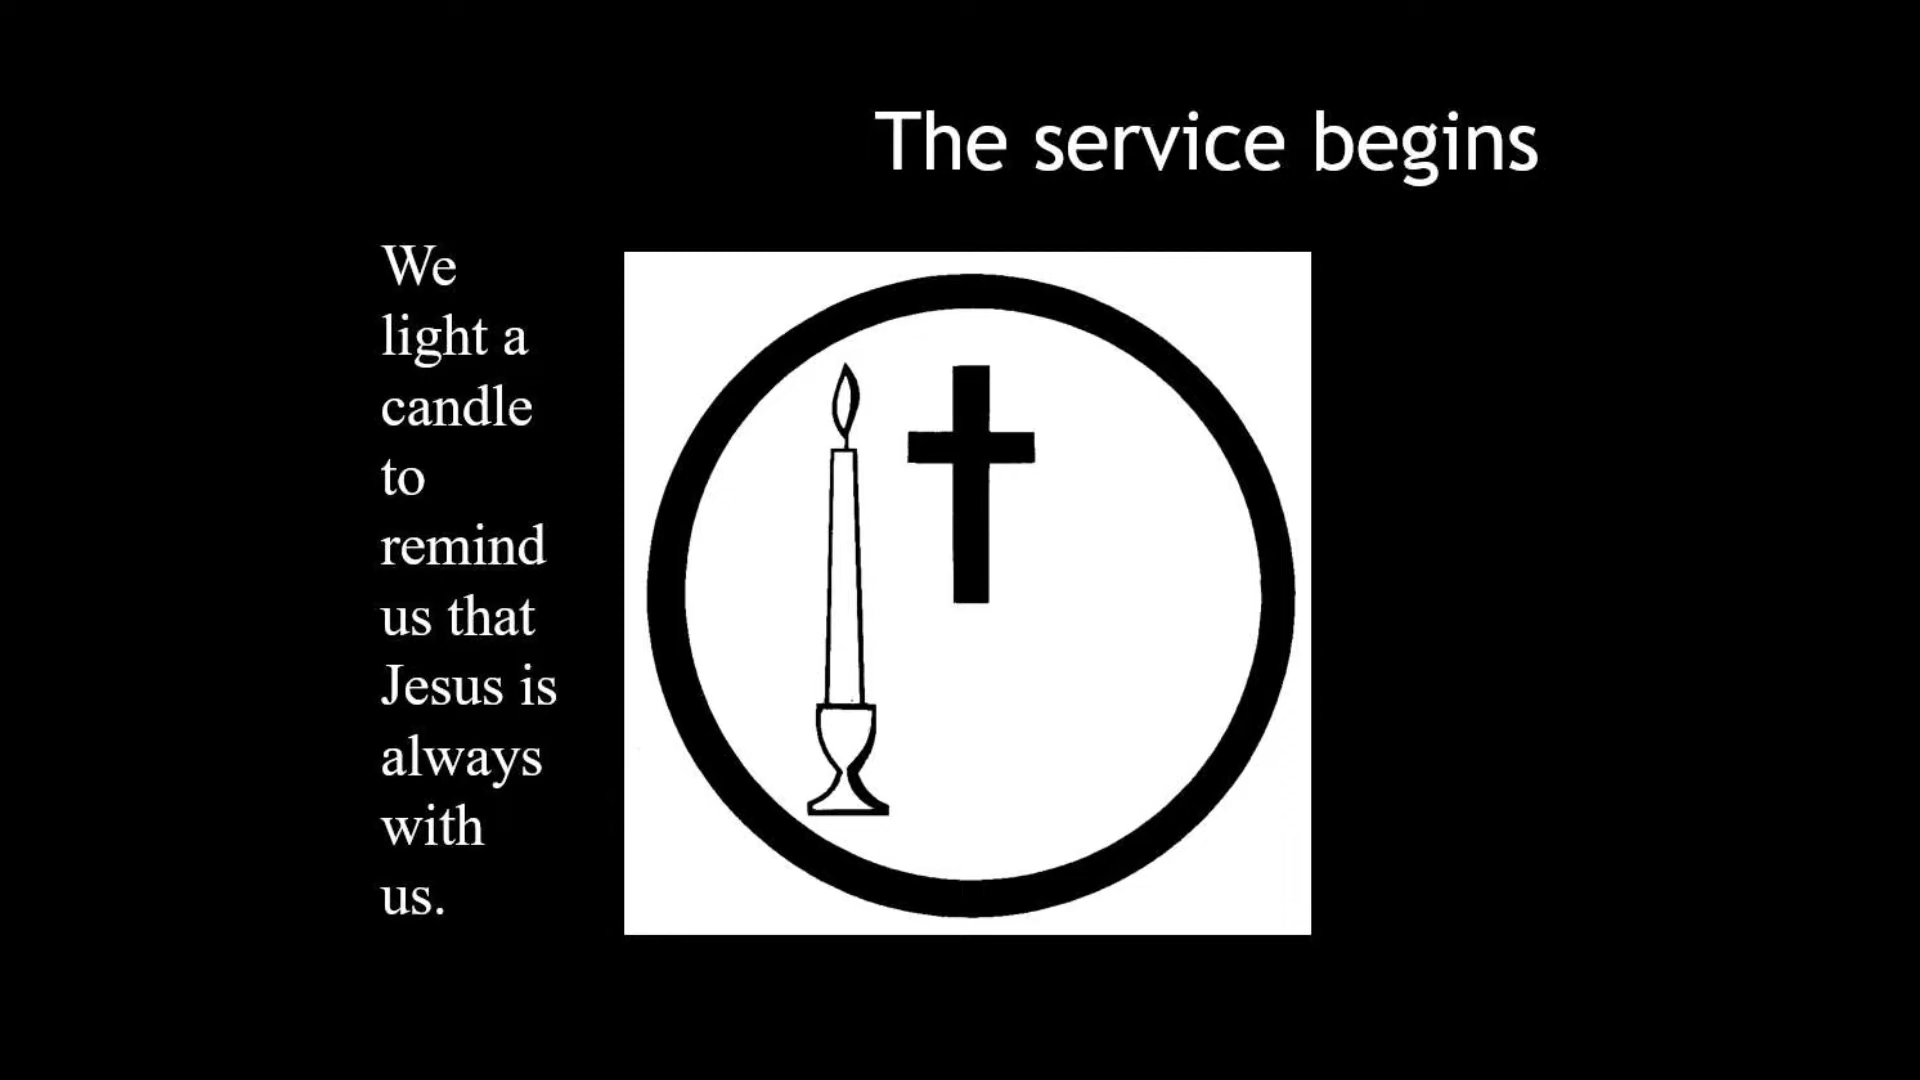 The service begins
We
light a
candle
to
remind
us that
Jesus is
always
with
us.